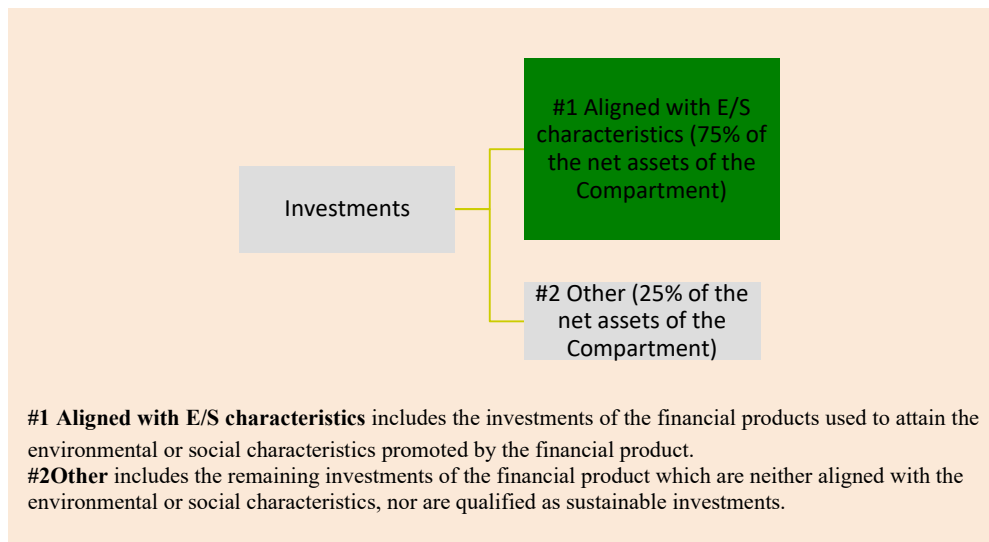 #1 Aligned with E/S
characteristics (75% of
the net assets of the
Compartment)
Investments
#2 Other (25% of the
net assets of the
Compartment)
#1 Aligned with E/S characteristics includes the investments of the financial products used to attain the
environmental or social characteristics promoted by the financial product.
#2Other includes the remaining investments of the financial product which are neither aligned with the
environmental or social characteristics, nor are qualified as sustainable investments.